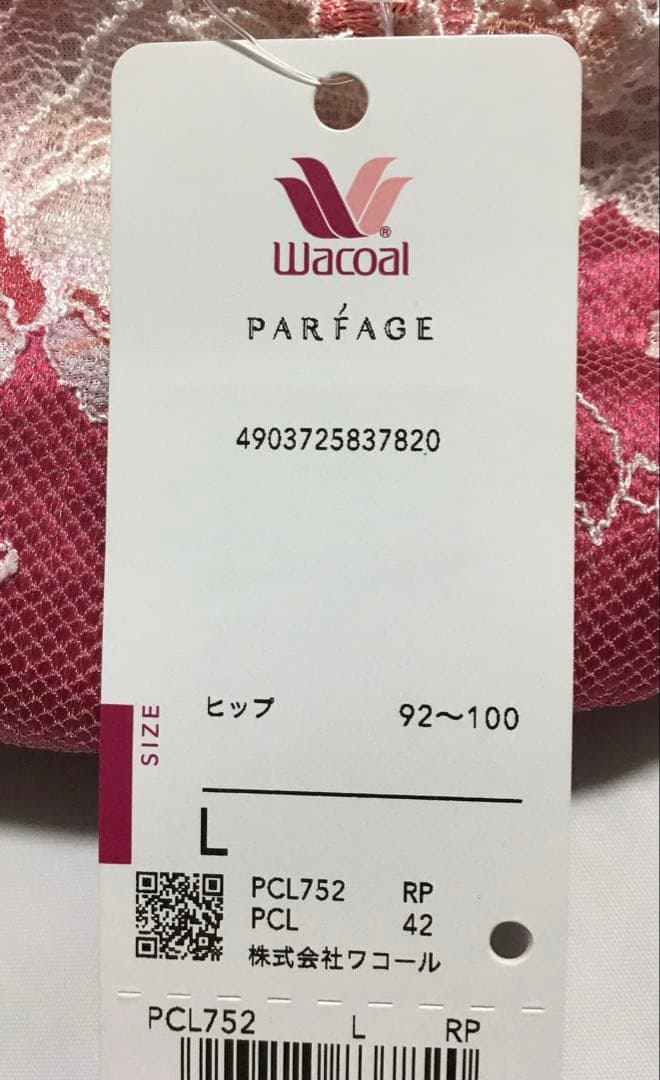 Wacoal®
PARFAGE
4903725837820
SIZE
ヒップ 92〜100
L
PCL752 RP
PCL 42
株式会社ワコール
PCL752 L RP